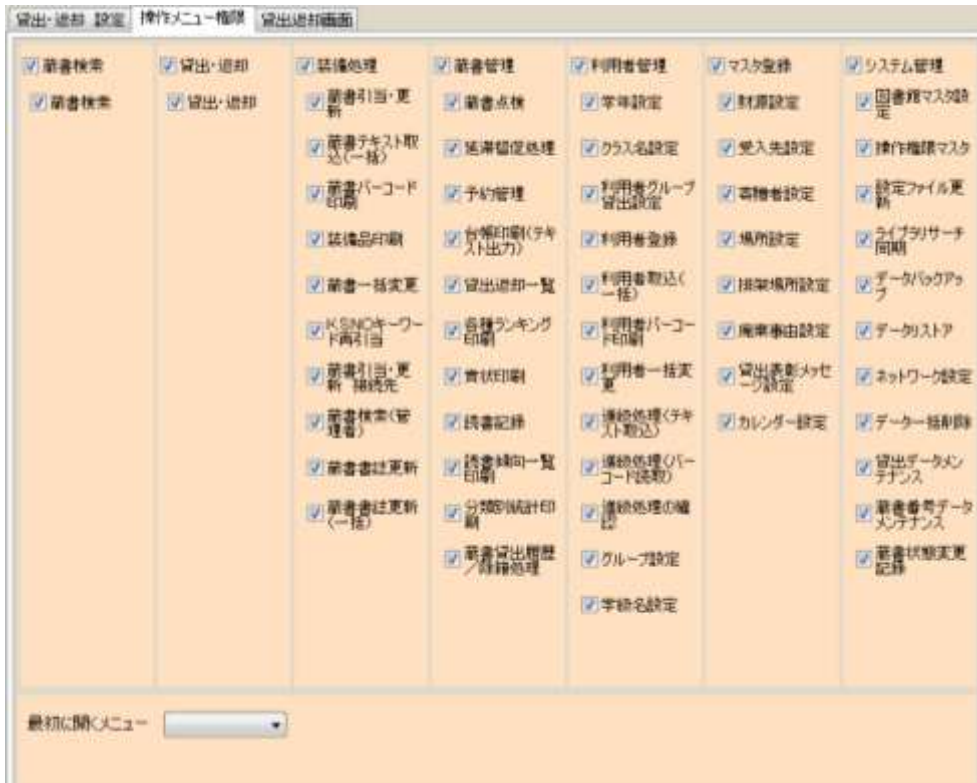 貸出・返却 設定
操作メニュー権限
貸出返却画面
蔵書検索
蔵書検索
貸出・返却
貸出・返却
装備処理
蔵書引当・更
新
蔵書テキスト取
込(一括)
蔵書バーコード
印刷
装備品印刷
蔵書一括変更
K.S.NOキーワー
ド再引当
蔵書引当・更
新 接続先
蔵書検索(管
理者)
蔵書書誌更新
蔵書書誌更新
(一括)
蔵書管理
蔵書点検
延滞督促処理
予約管理
台帳印刷(テキ
スト出力)
貸出返却一覧
各種ランキング
印刷
賞状印刷
読書記録
読書傾向一覧
印刷
分類別統計印
刷
蔵書貸出履歴
/除籍処理
利用者管理
学年設定
クラス名設定
利用者グループ
貸出設定
利用者登録
利用者取込(
一括)
利用者バーコー
ド印刷
利用者一括変
更
進級処理(テキ
スト取込)
進級処理(バー
コード読取)
進級処理の確
認
グループ設定
学級名設定
マスタ登録
財源設定
受入先設定
寄贈者設定
場所設定
排架場所設定
廃棄事由設定
貸出表彰メッセ
ージ設定
カレンダー設定
システム管理
図書館マスタ設
定
操作権限マスタ
設定ファイル更
新
ライブラリサーチ
同期
データバックアッ
プ
データリストア
ネットワーク設定
データ一括削除
貸出データメン
テナンス
蔵書番号データ
メンテナンス
蔵書状態変更
記録
最初に開くメニュー